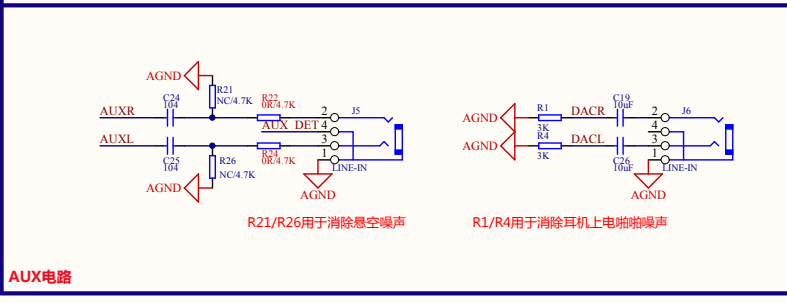 AGND
C24
104
R21
NC/4.7K
R22
0R/4.7K
J5
AUXR
2
AUX_DET
4
AUXL
3
C25
104
R26
NC/4.7K
R24
0R/4.7K
1
LINE-IN
AGND
AGND
R21/R26用于消除悬空噪声
AGND
R1
3K
DACR
C19
10uF
J6
2
4
AGND
R4
3K
DACL
C26
10uF
3
1
LINE-IN
AGND
R1/R4用于消除耳机上电啪啪噪声
AUX电路